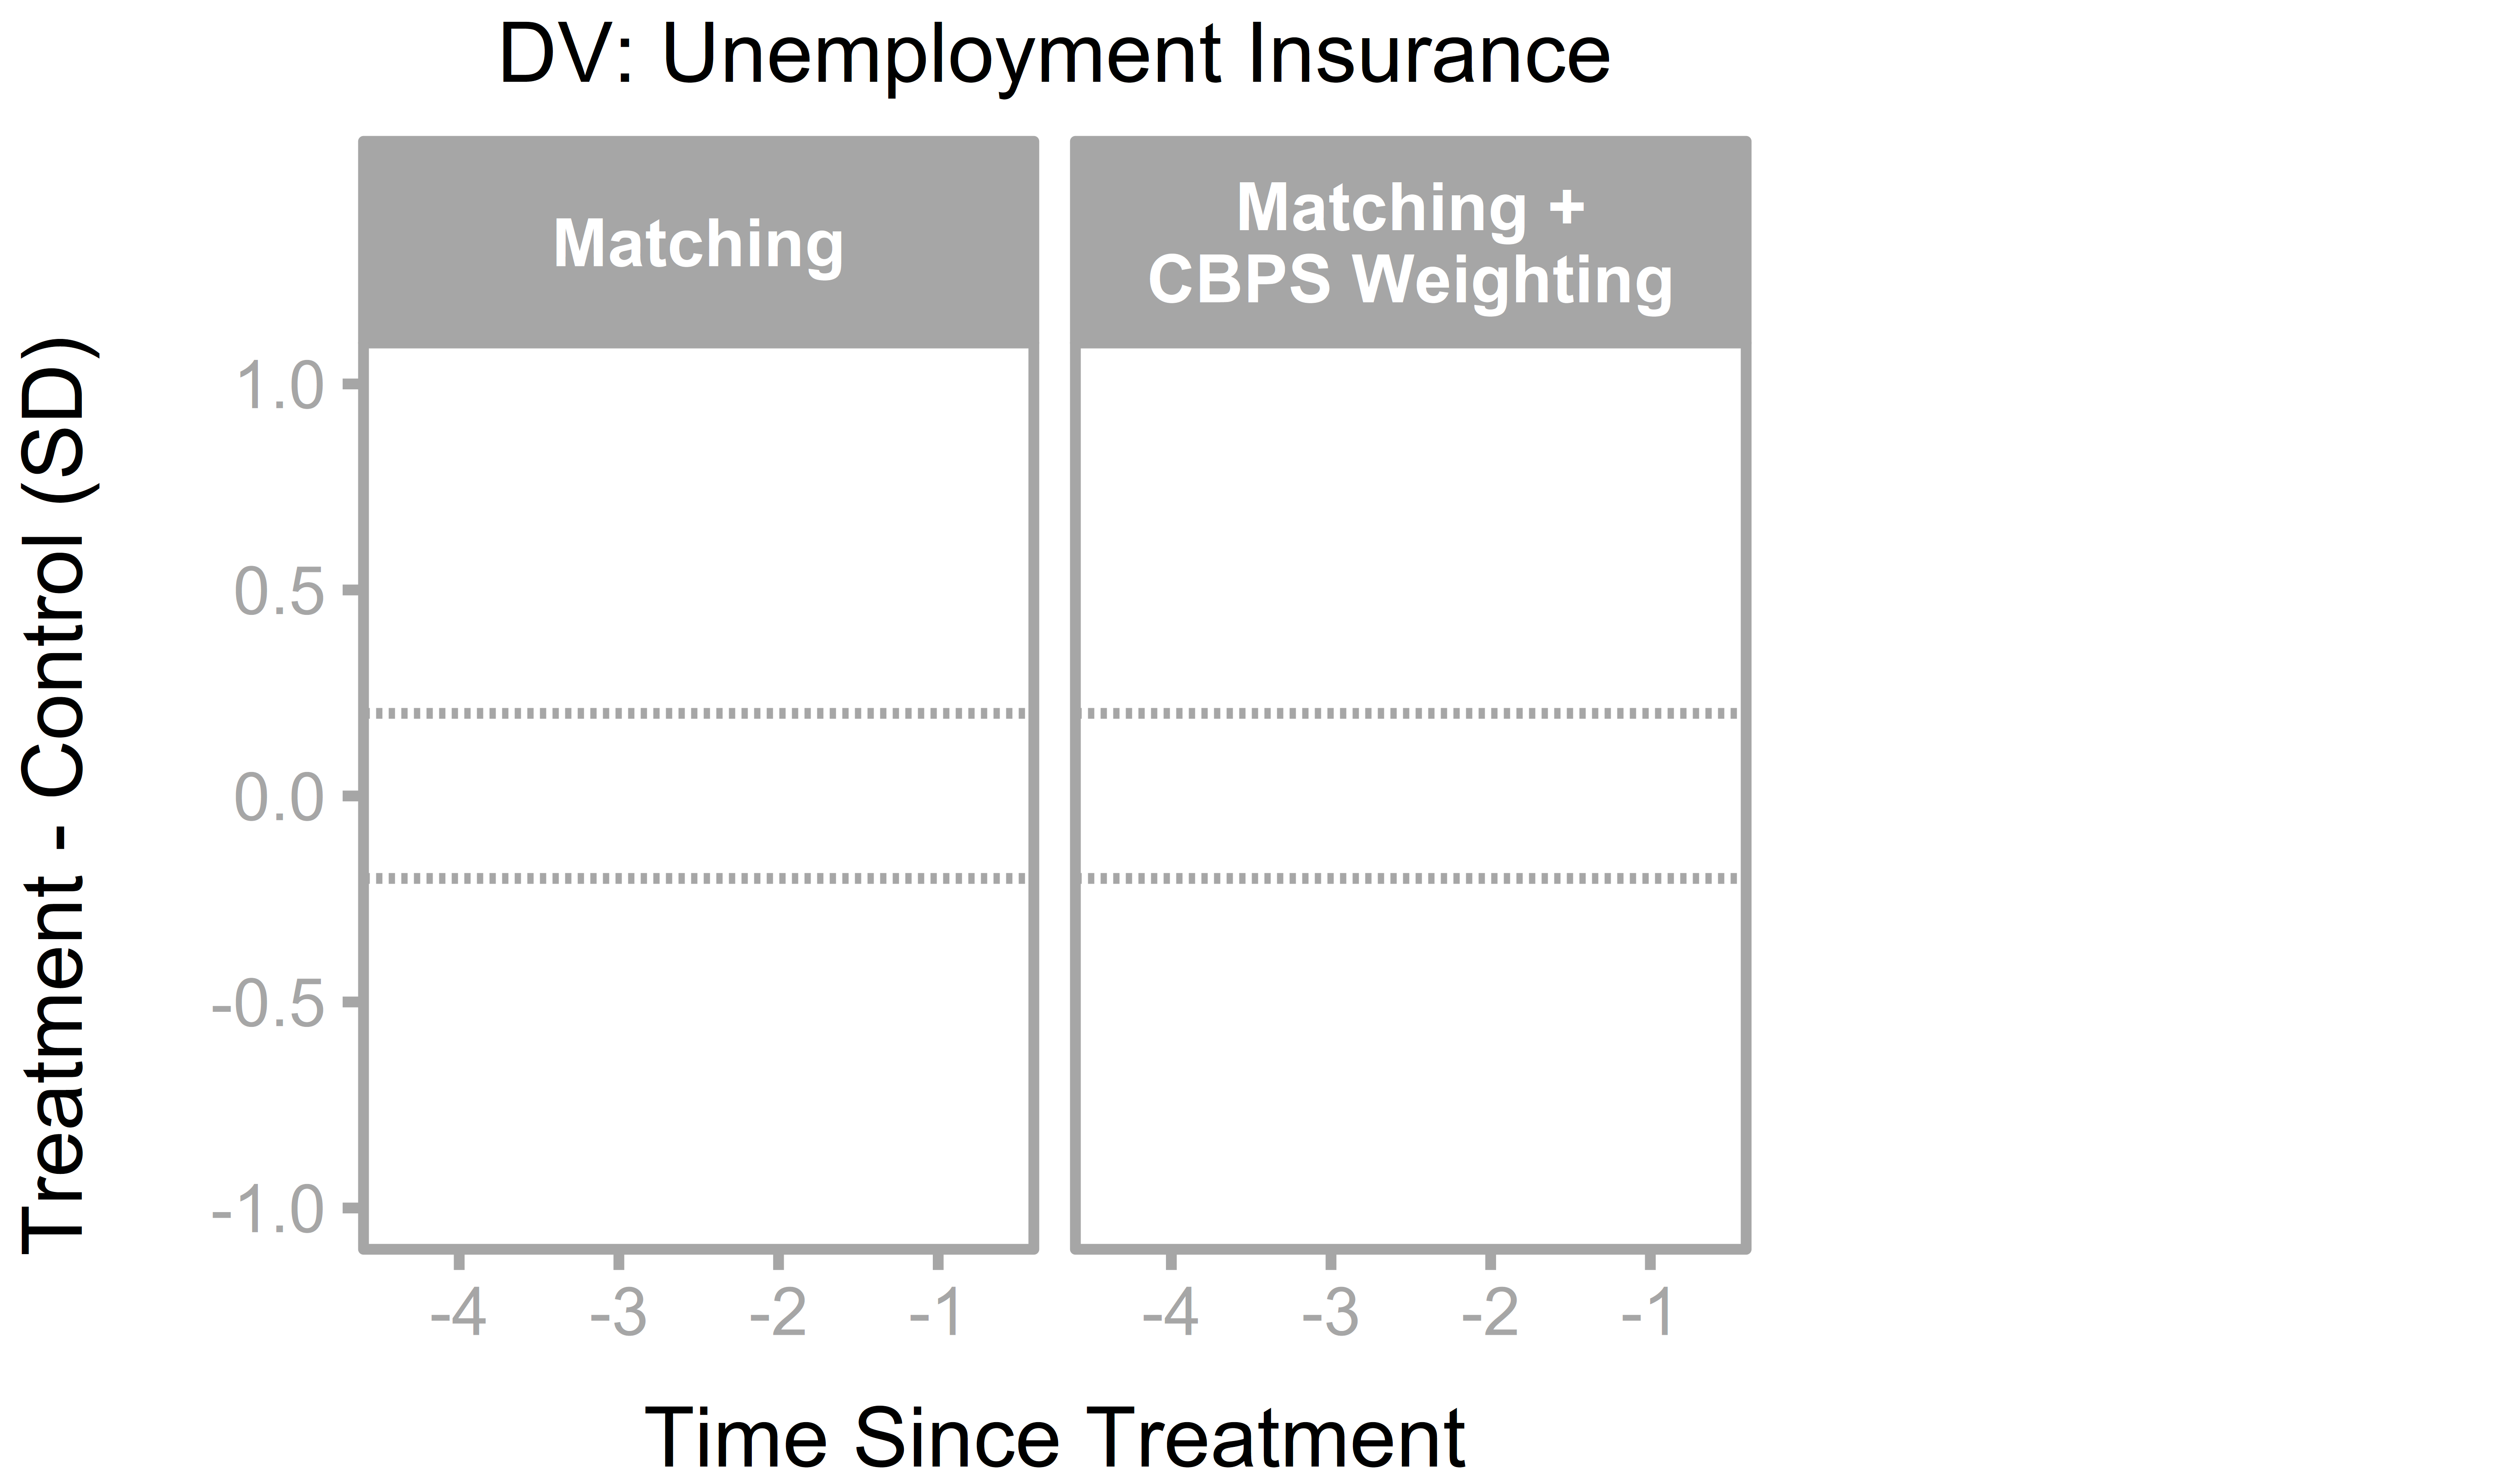 DV: Unemployment Insurance
Matching
Matching +
CBPS Weighting
Treatment - Control (SD)
1.0
0.5
0.0
-0.5
-1.0
-4 -3 -2 -1 -4 -3 -2 -1
Time Since Treatment